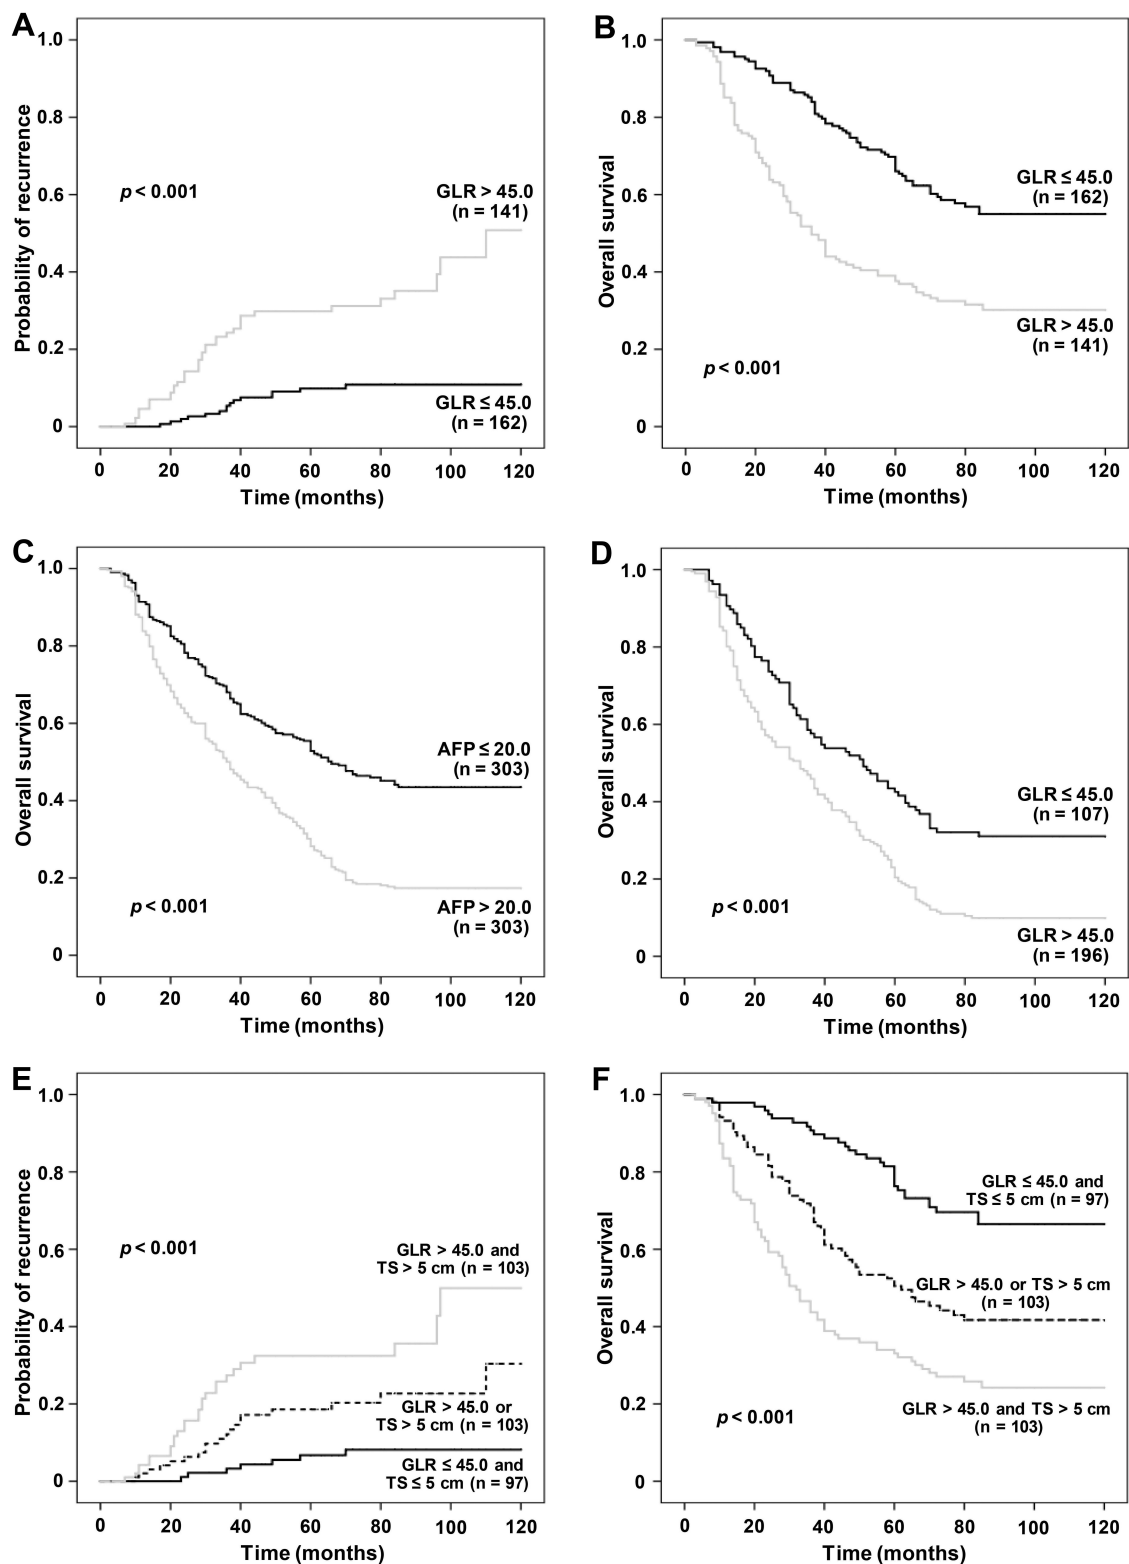 A
Probability of recurrence
1.0
0.8
0.6
0.4
0.2
0
p < 0.001
GLR > 45.0
(n = 141)
GLR ≤ 45.0
(n = 162)
0 20 40 60 80 100 120
Time (months)
B
Overall survival
1.0
0.8
0.6
0.4
0.2
0
GLR ≤ 45.0
(n = 162)
GLR > 45.0
(n = 141)
p < 0.001
0 20 40 60 80 100 120
Time (months)
C
Overall survival
1.0
0.8
0.6
0.4
0.2
0
AFP ≤ 20.0
(n = 303)
p < 0.001
AFP > 20.0
(n = 303)
0 20 40 60 80 100 120
Time (months)
D
Overall survival
1.0
0.8
0.6
0.4
0.2
0
GLR ≤ 45.0
(n = 107)
p < 0.001
GLR > 45.0
(n = 196)
0 20 40 60 80 100 120
Time (months)
E
Probability of recurrence
1.0
0.8
0.6
0.4
0.2
0
p < 0.001
GLR > 45.0 and
TS > 5 cm (n = 103)
GLR > 45.0 or
TS > 5 cm (n = 103)
GLR ≤ 45.0 and
TS ≤ 5 cm (n = 97)
0 20 40 60 80 100 120
Time (months)
F
Overall survival
1.0
0.8
0.6
0.4
0.2
0
GLR ≤ 45.0 and
TS ≤ 5 cm (n = 97)
GLR > 45.0 or TS > 5 cm
(n = 103)
p < 0.001
GLR > 45.0 and TS > 5 cm
(n = 103)
0 20 40 60 80 100 120
Time (months)